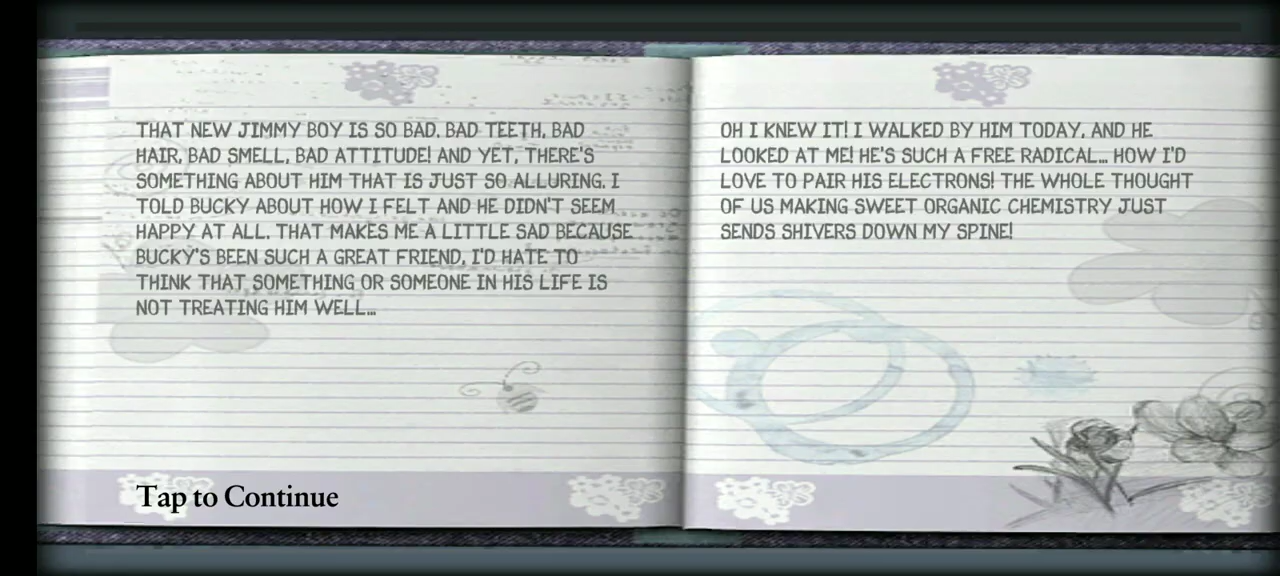 THAT NEW JIMMY BOY IS SO BAD. BAD TEETH, BAD
HAIR, BAD SMELL, BAD ATTITUDE! AND YET, THERE'S
SOMETHING ABOUT HIM THAT IS JUST SO ALLURING. I
TOLD BUCKY ABOUT HOW I FELT AND HE DIDN'T SEEM
HAPPY AT ALL. THAT MAKES ME A LITTLE SAD BECAUSE
BUCKY'S BEEN SUCH A GREAT FRIEND, I'D HATE TO
THINK THAT SOMETHING OR SOMEONE IN HIS LIFE IS
NOT TREATING HIM WELL...
OH I KNEW IT! I WALKED BY HIM TODAY, AND HE
LOOKED AT ME! HE'S SUCH A FREE RADICAL... HOW I'D
LOVE TO PAIR HIS ELECTRONS! THE WHOLE THOUGHT
OF US MAKING SWEET ORGANIC CHEMISTRY JUST
SENDS SHIVERS DOWN MY SPINE!
Tap to Continue